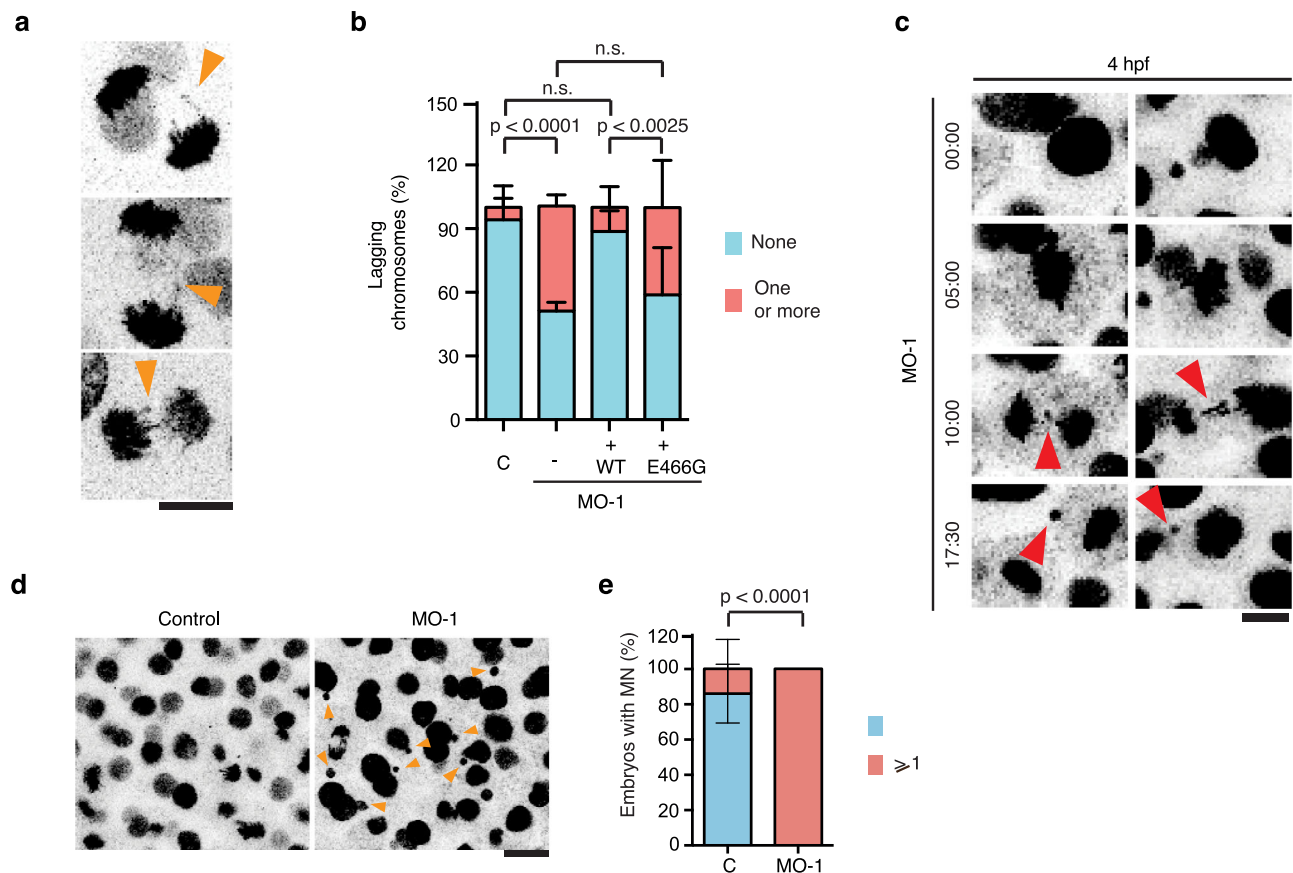 a
b
n.s.
n.s.
p < 0.0001
p < 0.0025
150
120
90
60
30
0
Lagging
chromosomes (%)
C
-
+
WT
+
E466G
MO-1
None
One
or more
c
4 hpf
MO-1
00:00
05:00
10:00
17:30
d
Control
MO-1
e
p < 0.0001
120
100
80
60
40
20
0
Embryos with MN (%)
C
MO-1
⩾1